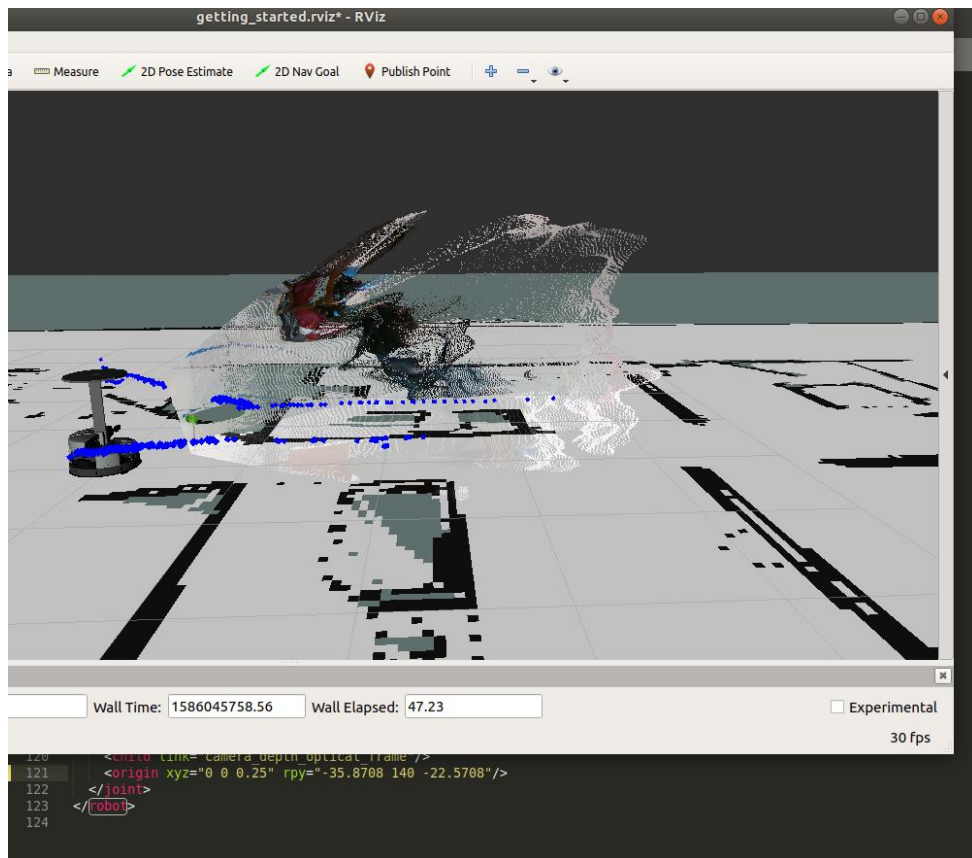 getting_started.rviz* - RViz
a Measure 2D Pose Estimate 2D Nav Goal Publish Point
Wall Time: 1586045758.56 Wall Elapsed: 47.23 Experimental
30 fps
120 <child link="camera_depth_optical_frame"/>
121 <origin xyz="0 0 0.25" rpy="-35.8708 140 -22.5708"/>
122 </joint>
123 </robot>
124